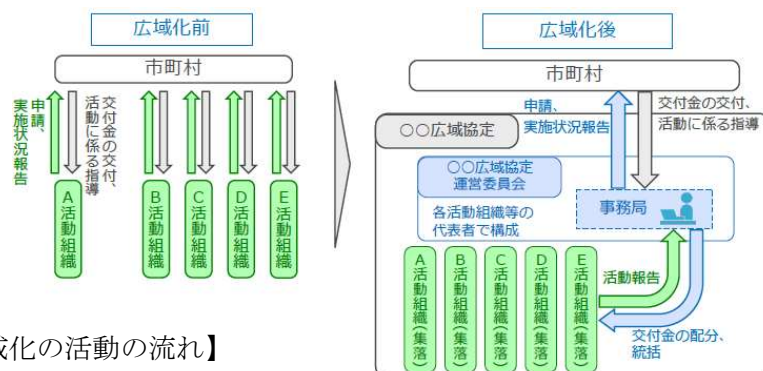 広域化前
市町村
申請、
実施状況報告
交付金の交付、
活動に係る指導
A活動組織
B活動組織
C活動組織
D活動組織
E活動組織
広域化後
市町村
申請、
実施状況報告
交付金の交付、
活動に係る指導
〇〇広域協定
〇〇広域協定
運営委員会
各活動組織等の
代表者で構成
事務局
A活動組織(集落)
B活動組織(集落)
C活動組織(集落)
D活動組織(集落)
E活動組織(集落)
活動報告
交付金の配分、
統括
域化の活動の流れ】